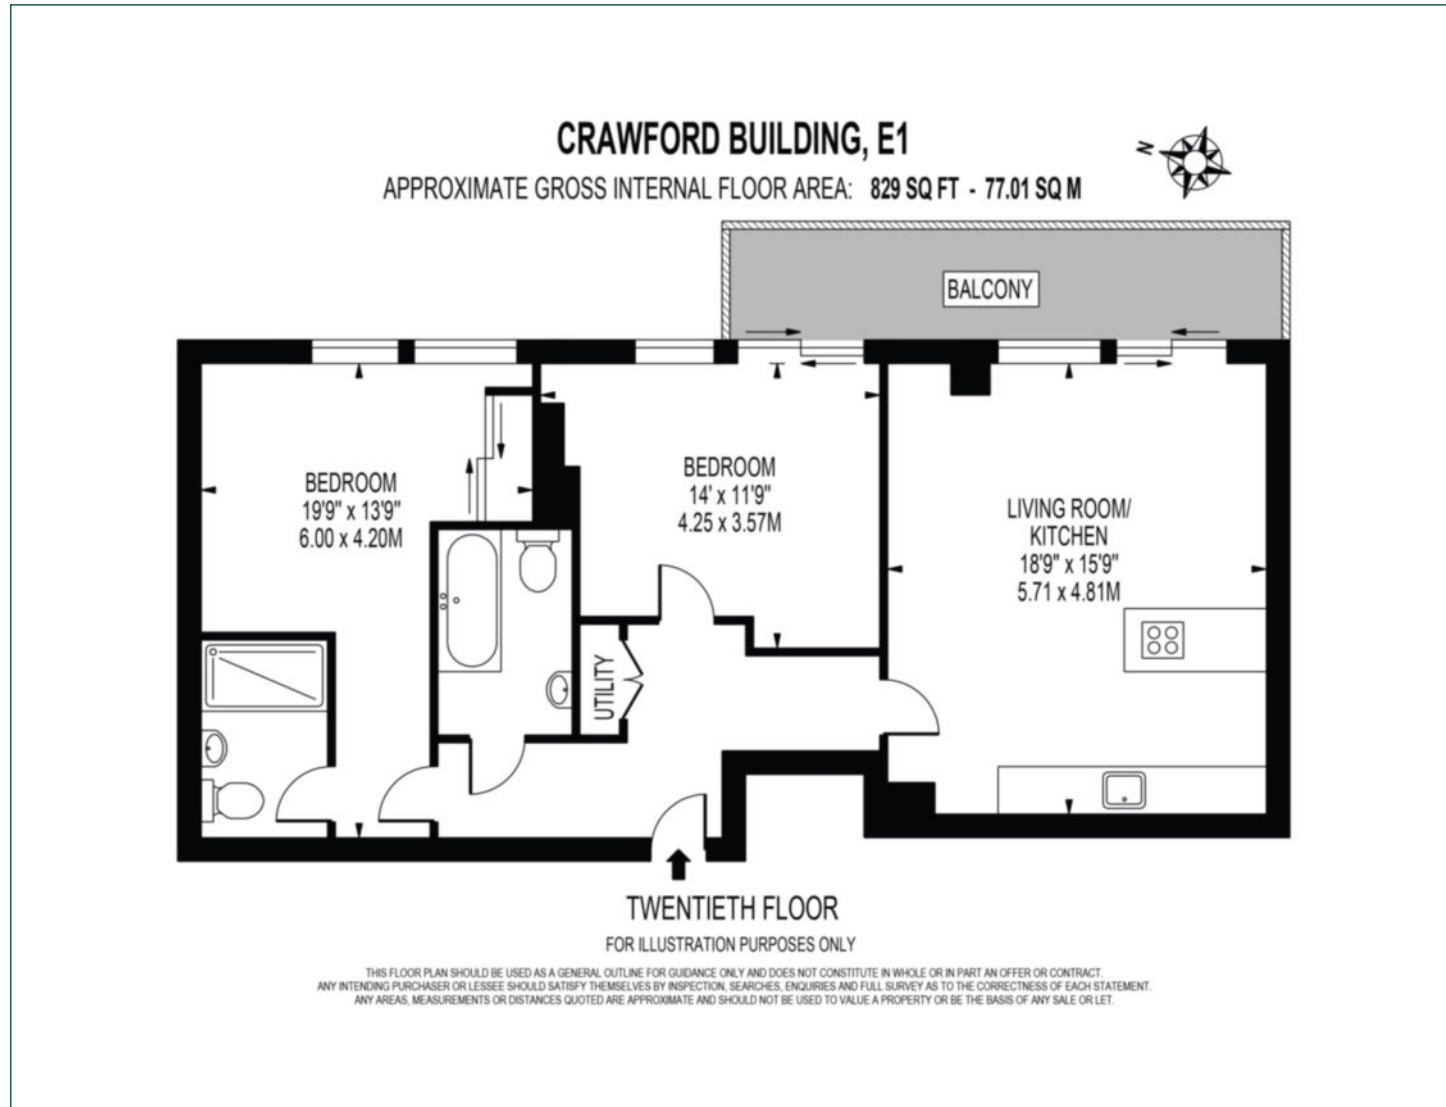 CRAWFORD BUILDING, E1
APPROXIMATE GROSS INTERNAL FLOOR AREA: 829 SQ FT - 77.01 SQ M
N
BALCONY
BEDROOM
19'9" x 13'9"
6.00 x 4.20M
BEDROOM
14' x 11'9"
4.25 x 3.57M
LIVING ROOM/
KITCHEN
18'9" x 15'9"
5.71 x 4.81M
UTILITY
TWENTIETH FLOOR
FOR ILLUSTRATION PURPOSES ONLY
THIS FLOOR PLAN SHOULD BE USED AS A GENERAL OUTLINE FOR GUIDANCE ONLY AND DOES NOT CONSTITUTE IN WHOLE OR IN PART AN OFFER OR CONTRACT.
ANY INTENDING PURCHASER OR LESSEE SHOULD SATISFY THEMSELVES BY INSPECTION, SEARCHES, ENQUIRIES AND FULL SURVEY AS TO THE CORRECTNESS OF EACH STATEMENT.
ANY AREAS, MEASUREMENTS OR DISTANCES QUOTED ARE APPROXIMATE AND SHOULD NOT BE USED TO VALUE A PROPERTY OR BE THE BASIS OF ANY SALE OR LET.